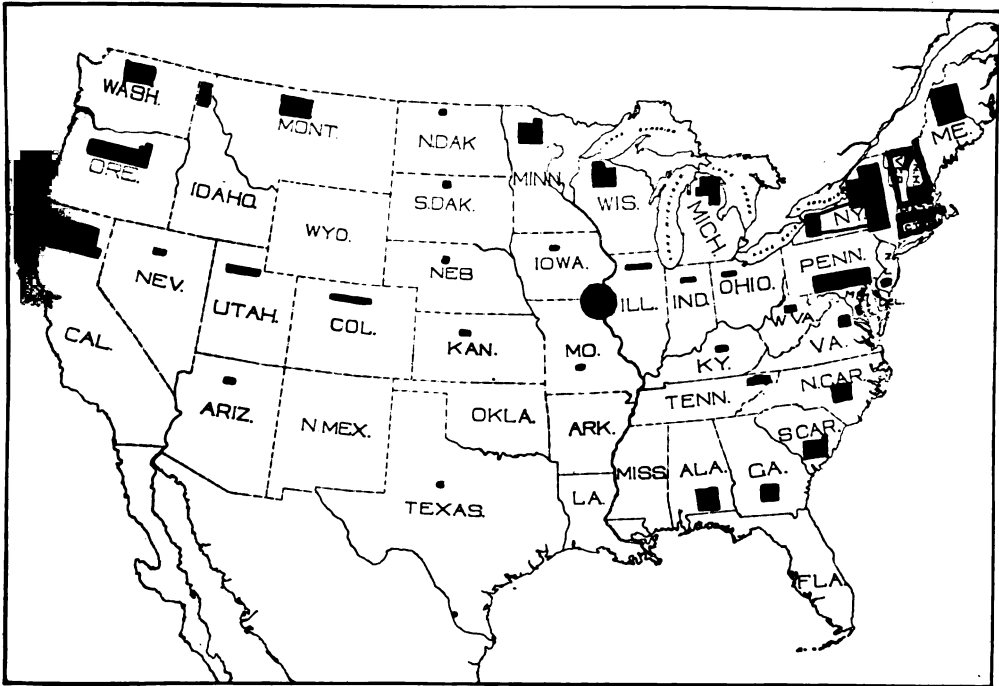 WASH.
MONT.
N.DAK
MINN.
ME.
ORE.
IDAHO.
S.DAK.
WIS.
MICH.
N.Y.
WYO.
NEV.
UTAH.
COL.
NEB
IOWA.
ILL.
IND.
OHIO.
PENN.
W.VA.
VA.
CAL.
KAN.
MO.
KY.
ARIZ.
N MEX.
OKLA.
ARK.
TENN.
N.CAR.
S CAR.
TEXAS.
LA.
MISS
ALA.
GA.
FLA.